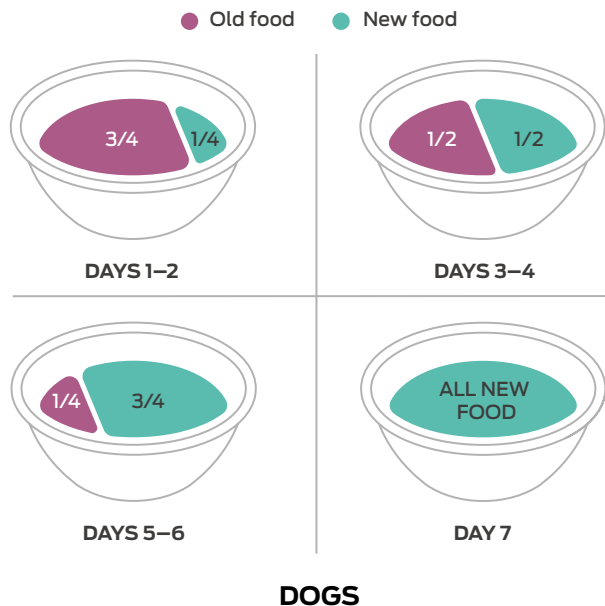 Old food New food
3/4 1/4
1/2 1/2
DAYS 1–2
DAYS 3–4
1/4 3/4
ALL NEW
FOOD
DAYS 5–6
DAY 7
DOGS